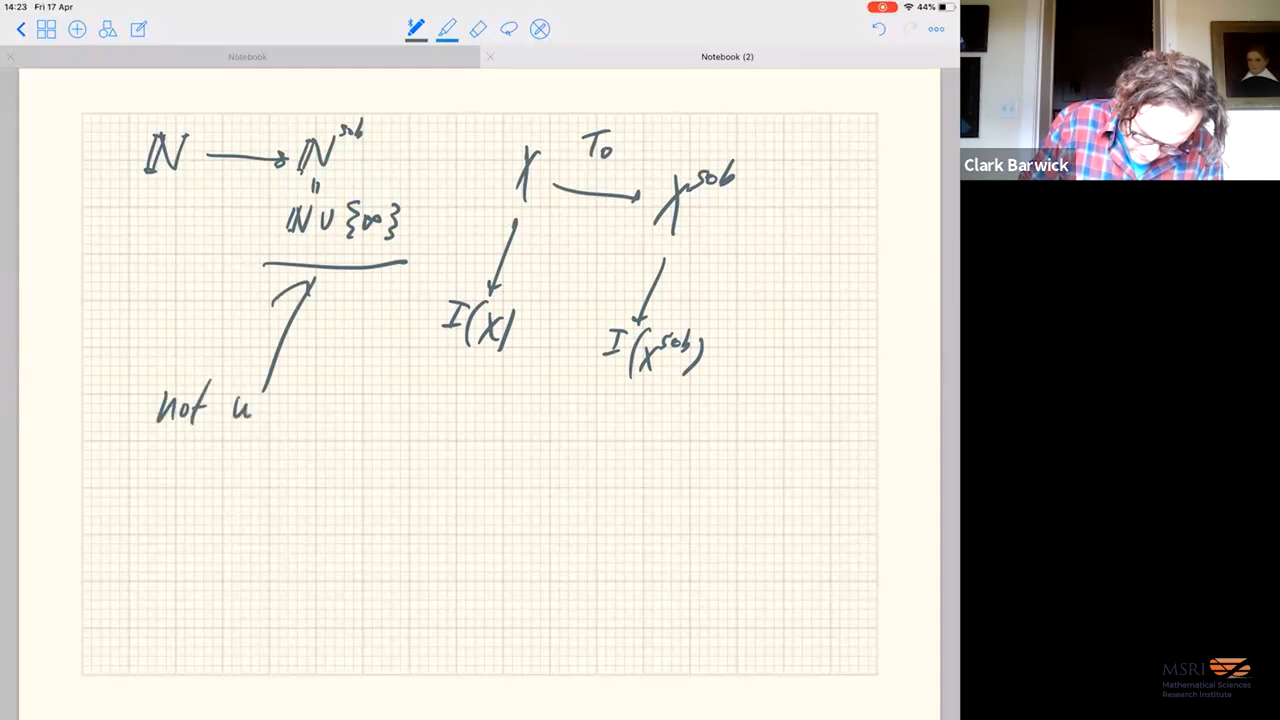 14:23 Fri 17 Apr
44%
Notebook
Notebook (2)
ℕ → ℕ^sob
=
ℕ ∪ {∞}
X T₀ → X^sob
I(X)
I(X^sob)
not u
Clark Barwick
MSRI
Mathematical Sciences
Research Institute